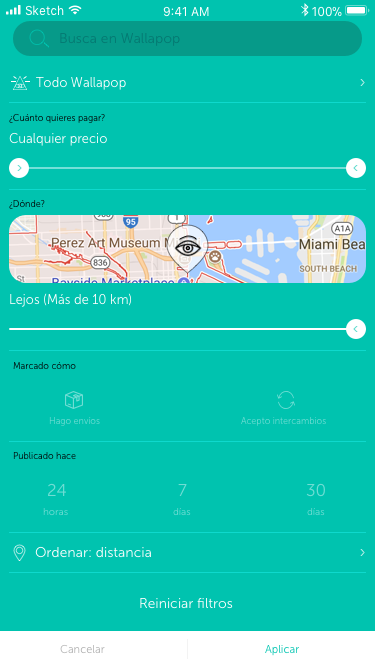 Sketch 9:41 AM 100%
Busca en Wallapop
Todo Wallapop
¿Cuánto quieres pagar?
Cualquier precio
¿Dónde?
95
1
A1A
Perez Art Museum M
Miami Bea
836
SOUTH BEACH
Bayside Marketplace
Lejos (Más de 10 km)
Marcado cómo
Hago envíos Acepto intercambios
Publicado hace
24 7 30
horas días días
Ordenar: distancia
Reiniciar filtros
Cancelar Aplicar